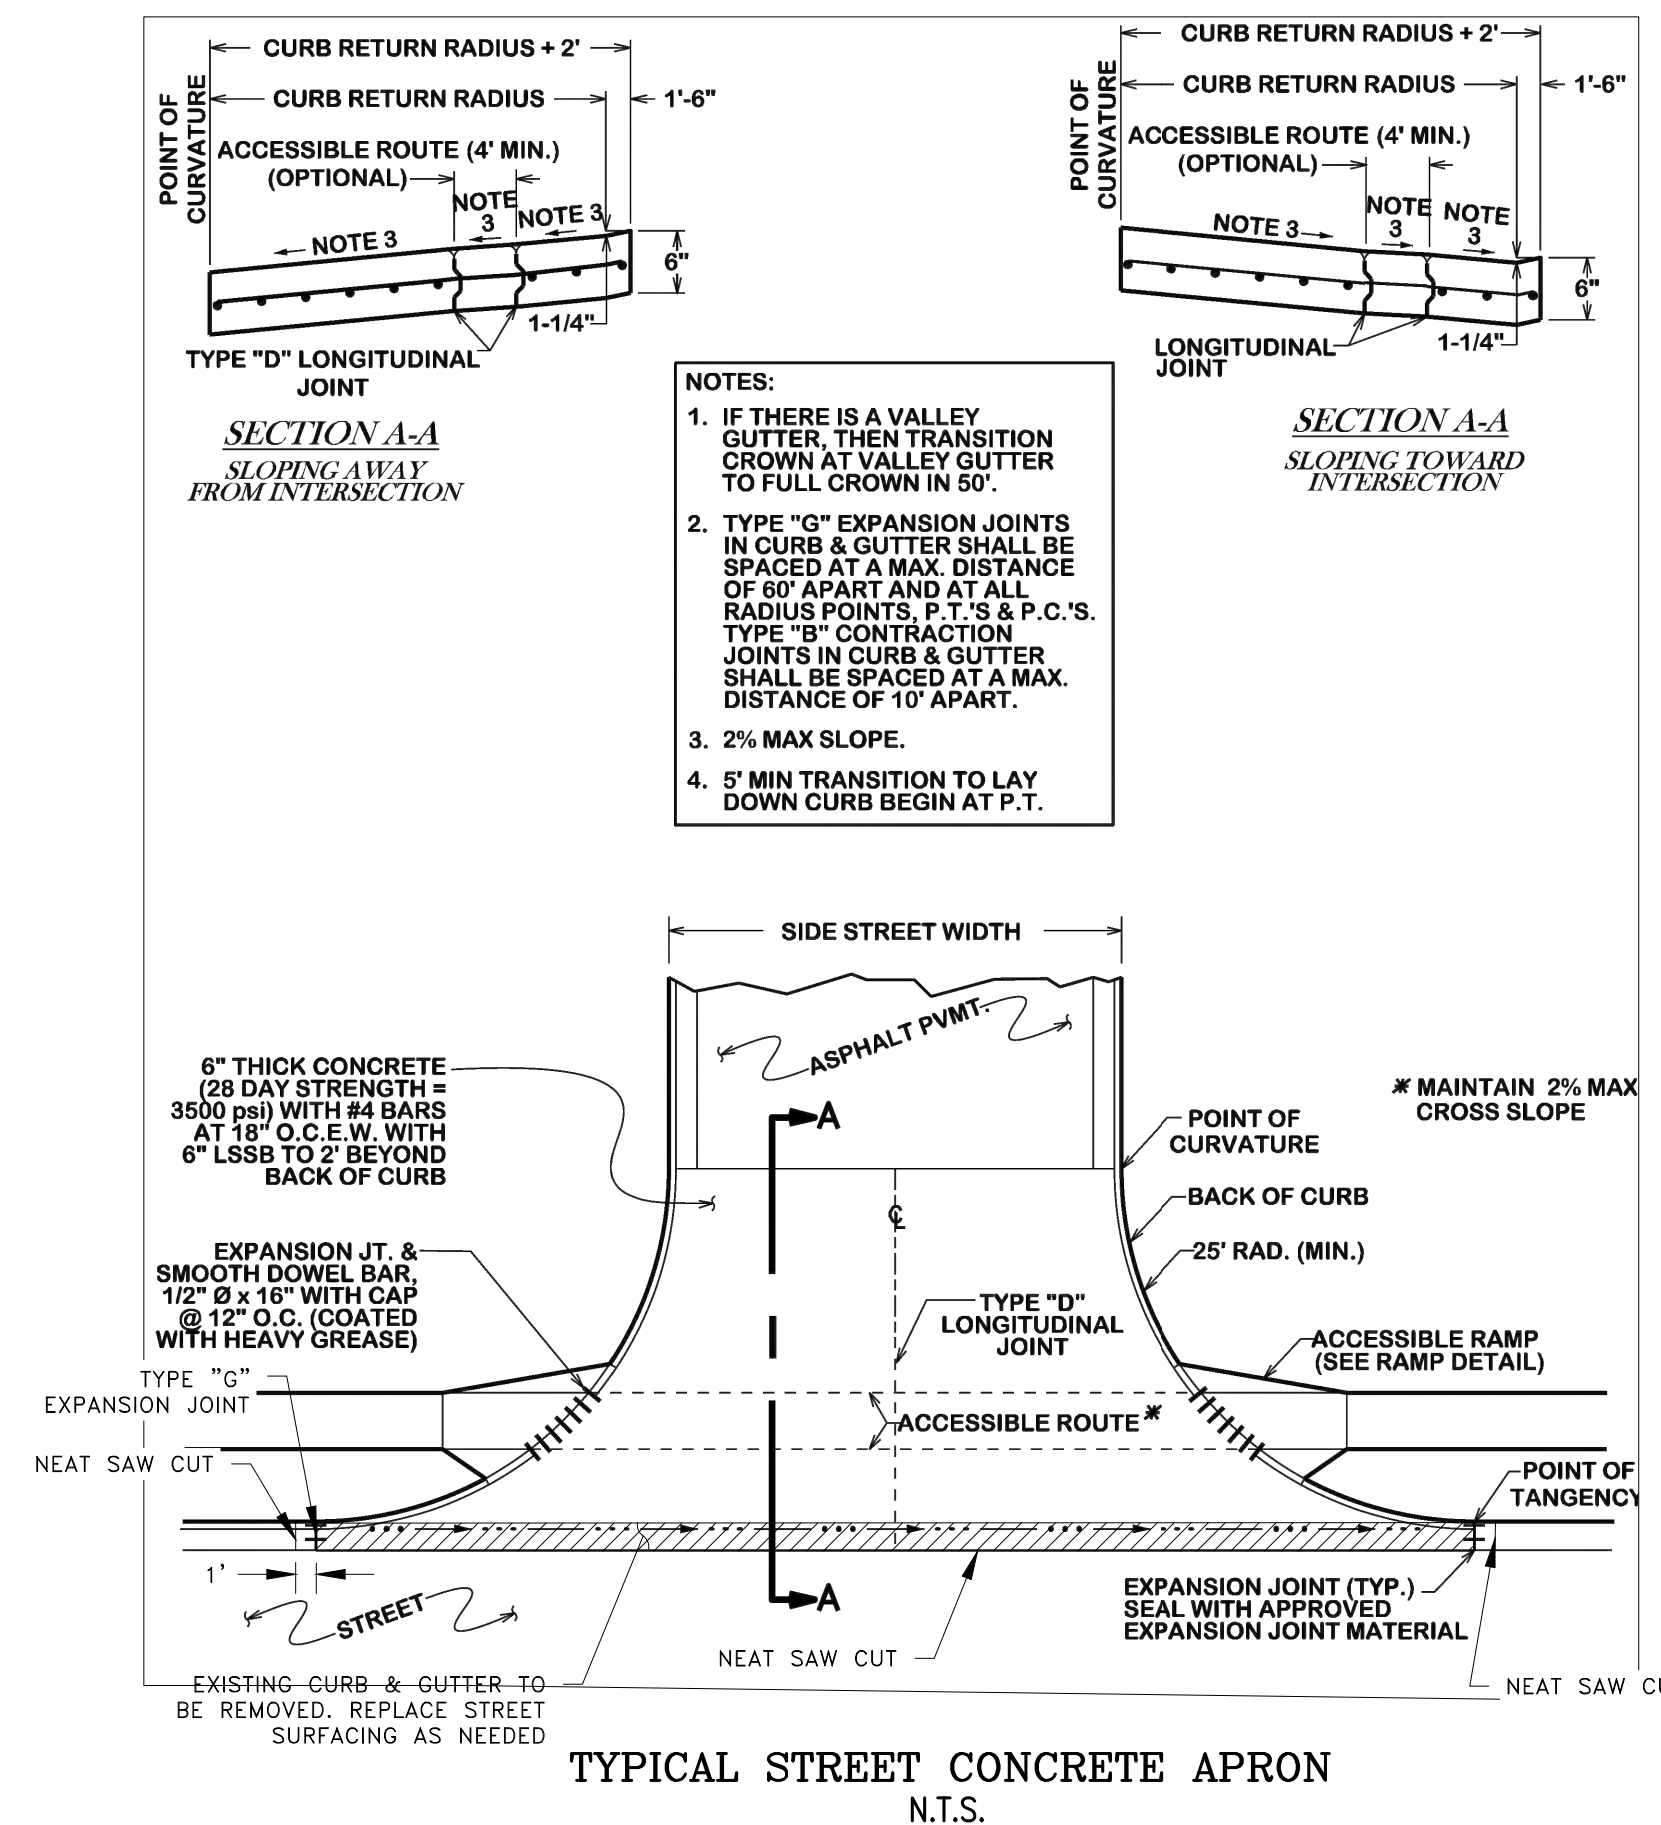 CURB RETURN RADIUS + 2'
CURB RETURN RADIUS
1'-6"
POINT OF
CURVATURE
ACCESSIBLE ROUTE (4' MIN.)
(OPTIONAL)
NOTE
3
NOTE 3
NOTE 3
6"
1-1/4"
TYPE "D" LONGITUDINAL
JOINT
SECTION A-A
SLOPING AWAY
FROM INTERSECTION
CURB RETURN RADIUS + 2'
CURB RETURN RADIUS
1'-6"
POINT OF
CURVATURE
ACCESSIBLE ROUTE (4' MIN.)
(OPTIONAL)
NOTE 3
NOTE
3
NOTE
3
6"
1-1/4"
LONGITUDINAL
JOINT
SECTION A-A
SLOPING TOWARD
INTERSECTION
NOTES:
1. IF THERE IS A VALLEY
GUTTER, THEN TRANSITION
CROWN AT VALLEY GUTTER
TO FULL CROWN IN 50'.
2. TYPE "G" EXPANSION JOINTS
IN CURB & GUTTER SHALL BE
SPACED AT A MAX. DISTANCE
OF 60' APART AND AT ALL
RADIUS POINTS, P.T.'S & P.C.'S.
TYPE "B" CONTRACTION
JOINTS IN CURB & GUTTER
SHALL BE SPACED AT A MAX.
DISTANCE OF 10' APART.
3. 2% MAX SLOPE.
4. 5' MIN TRANSITION TO LAY
DOWN CURB BEGIN AT P.T.
SIDE STREET WIDTH
ASPHALT PVMT.
6" THICK CONCRETE
(28 DAY STRENGTH =
3500 psi) WITH #4 BARS
AT 18" O.C.E.W. WITH
6" LSSB TO 2' BEYOND
BACK OF CURB
A
* MAINTAIN 2% MAX
CROSS SLOPE
POINT OF
CURVATURE
BACK OF CURB
25' RAD. (MIN.)
℄
EXPANSION JT. &
SMOOTH DOWEL BAR,
1/2" Ø x 16" WITH CAP
@ 12" O.C. (COATED
WITH HEAVY GREASE)
TYPE "D"
LONGITUDINAL
JOINT
ACCESSIBLE RAMP
(SEE RAMP DETAIL)
TYPE "G"
EXPANSION JOINT
ACCESSIBLE ROUTE *
NEAT SAW CUT
POINT OF
TANGENCY
1'
STREET
A
EXPANSION JOINT (TYP.)
SEAL WITH APPROVED
EXPANSION JOINT MATERIAL
NEAT SAW CUT
EXISTING CURB & GUTTER TO
BE REMOVED. REPLACE STREET
SURFACING AS NEEDED
NEAT SAW
TYPICAL STREET CONCRETE APRON
N.T.S.